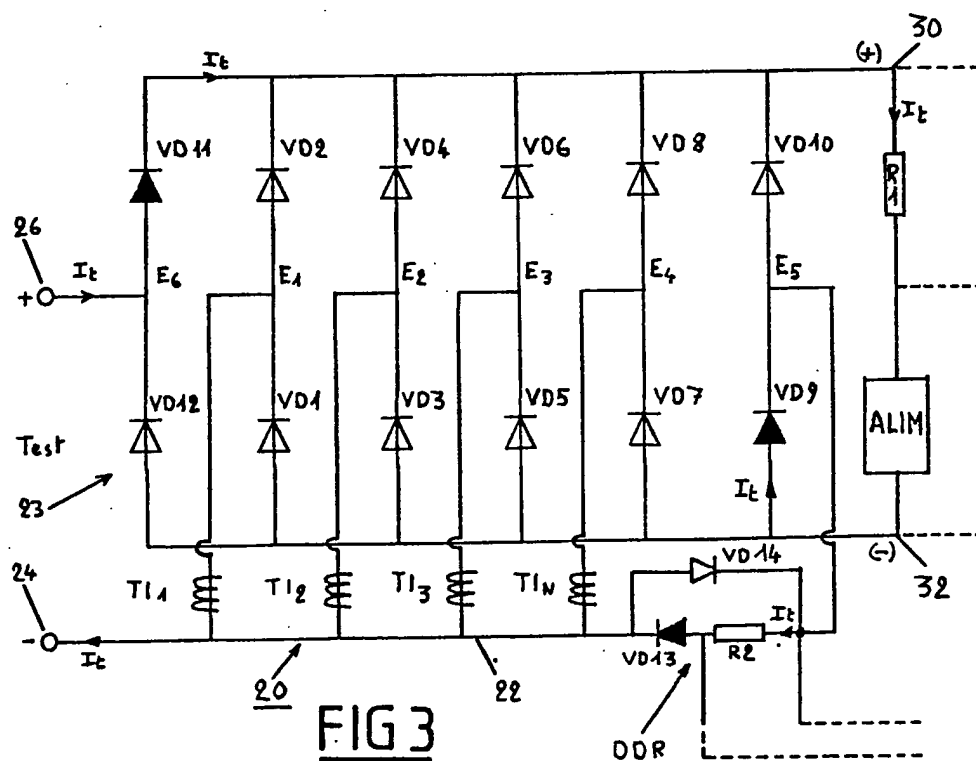 30
It
(+)
VD11
VD2
VD4
VD6
VD8
VD10
It
R1
26
It
+
E6
E1
E2
E3
E4
E5
VD12
VD1
VD3
VD5
VD7
VD9
ALIM
Test
23
It
(-)
VD14
32
24
TI1
TI2
TI3
TIN
-
It
It
VD13
R2
20
22
DDR
FIG 3